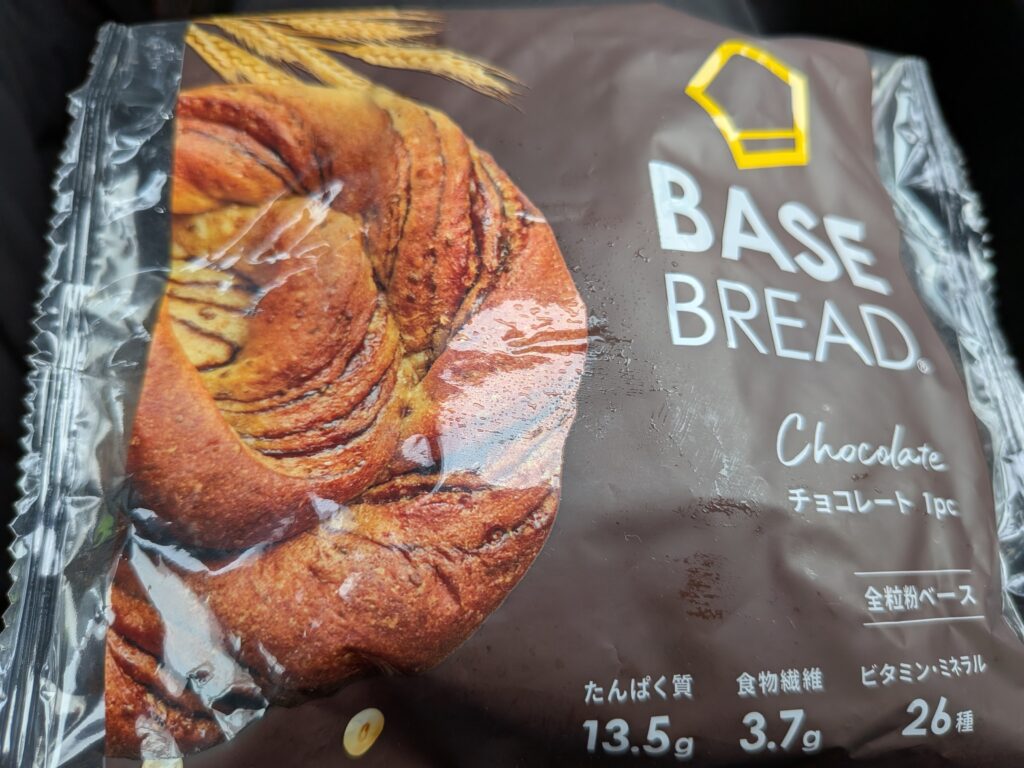 BASE
BREAD®
Chocolate
チョコレート 1pc
全粒粉ベース
たんぱく質 食物繊維 ビタミン・ミネラル
13.5g 3.7g 26種